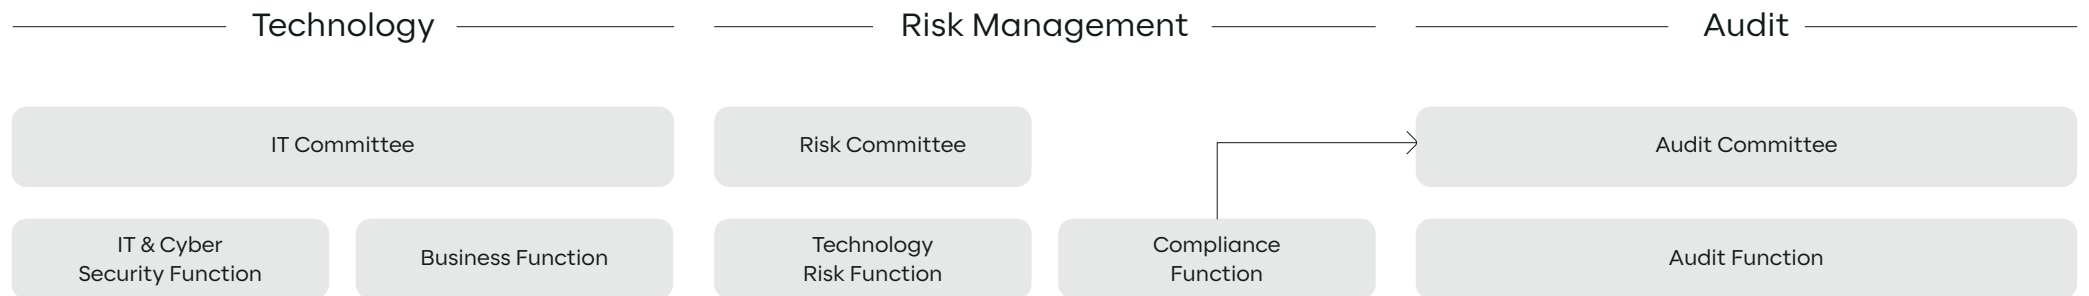 Technology
Risk Management
Audit
IT Committee
Risk Committee
Audit Committee
IT & Cyber
Security Function
Business Function
Technology
Risk Function
Compliance
Function
Audit Function